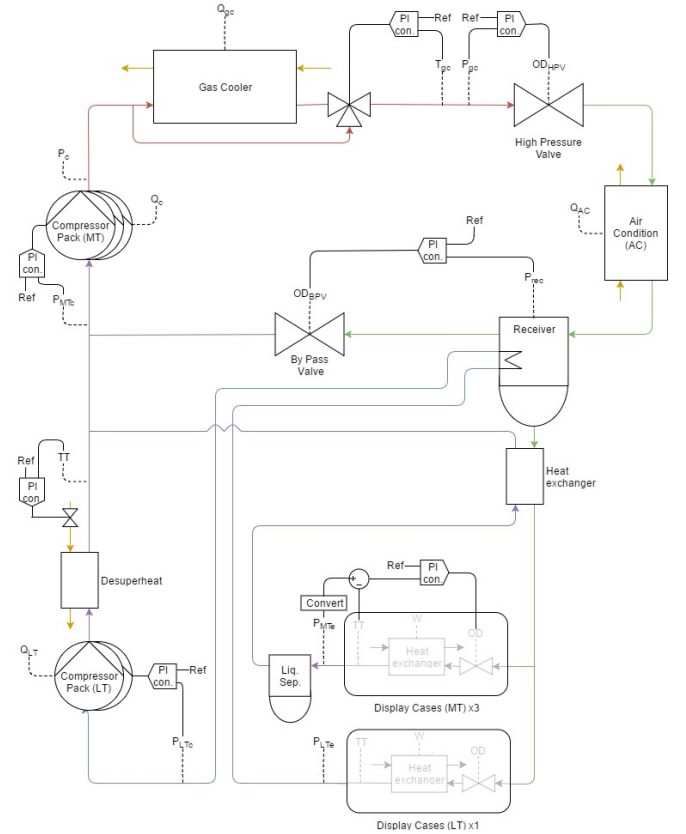 Q_gc
PI
con.
Ref
PI
con.
Ref
Gas Cooler
T_gc
P_gc
OD_HPV
High Pressure
Valve
P_c
Q_c
Compressor
Pack (MT)
PI
con.
Ref
P_MTc
Ref
PI
con.
Q_AC
Air
Condition
(AC)
P_rec
OD_BPV
By Pass
Valve
Receiver
Ref
TT
PI
con.
Heat
exchanger
Desuperheat
Ref
PI
con.
Convert
+
-
P_MTe
TT
W
OD
Heat
exchanger
Liq.
Sep.
Display Cases (MT) x3
Q_LT
Compressor
Pack (LT)
PI
con.
Ref
P_LTc
P_LTe
TT
W
OD
Heat
exchanger
Display Cases (LT) x1